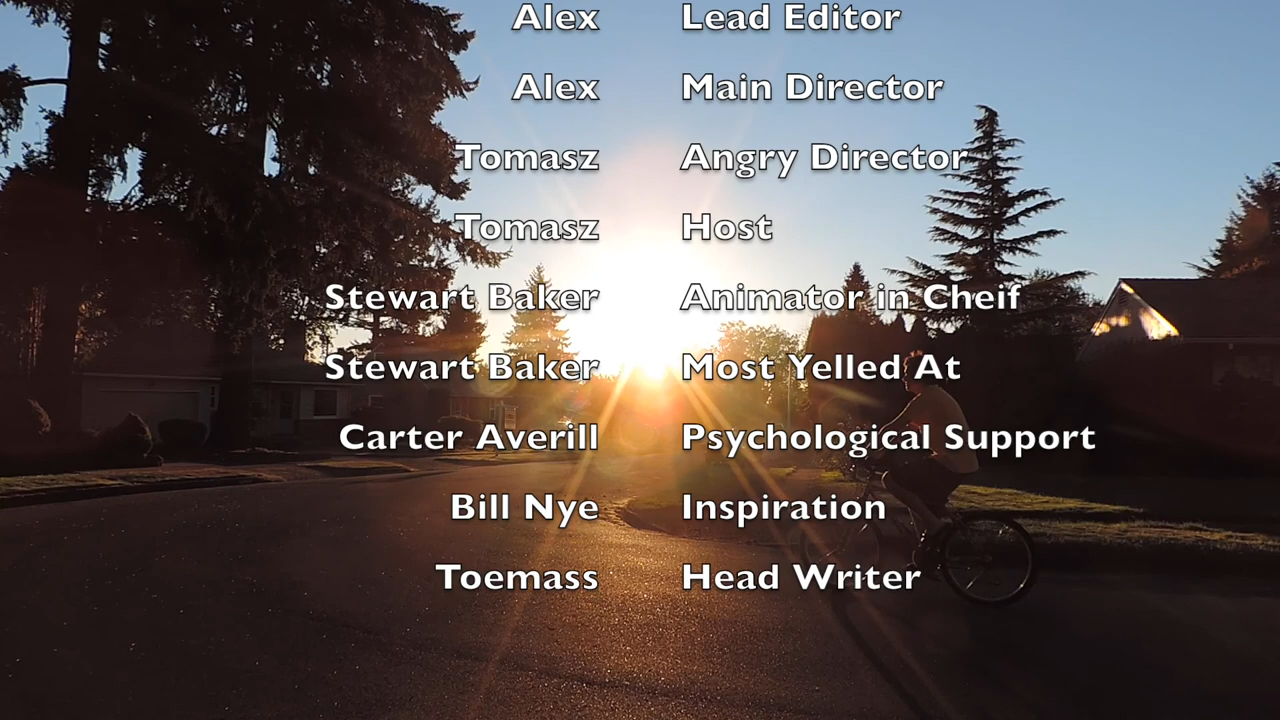 Alex Lead Editor
Alex Main Director
Tomasz Angry Director
Tomasz Host
Stewart Baker Animator in Cheif
Stewart Baker Most Yelled At
Carter Averill Psychological Support
Bill Nye Inspiration
Toemass Head Writer